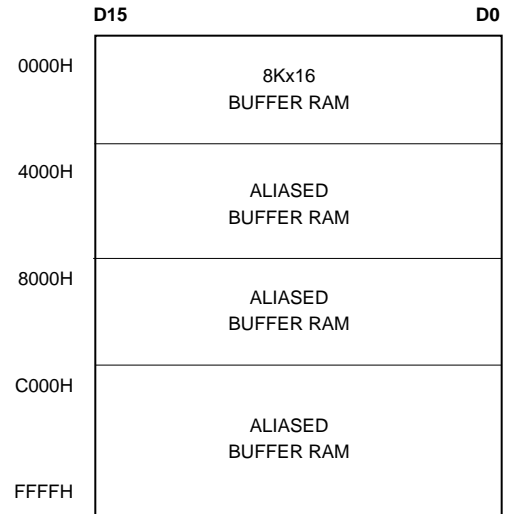 D15 D0
0000H
8Kx16
BUFFER RAM
4000H
ALIASED
BUFFER RAM
8000H
ALIASED
BUFFER RAM
C000H
ALIASED
BUFFER RAM
FFFFH